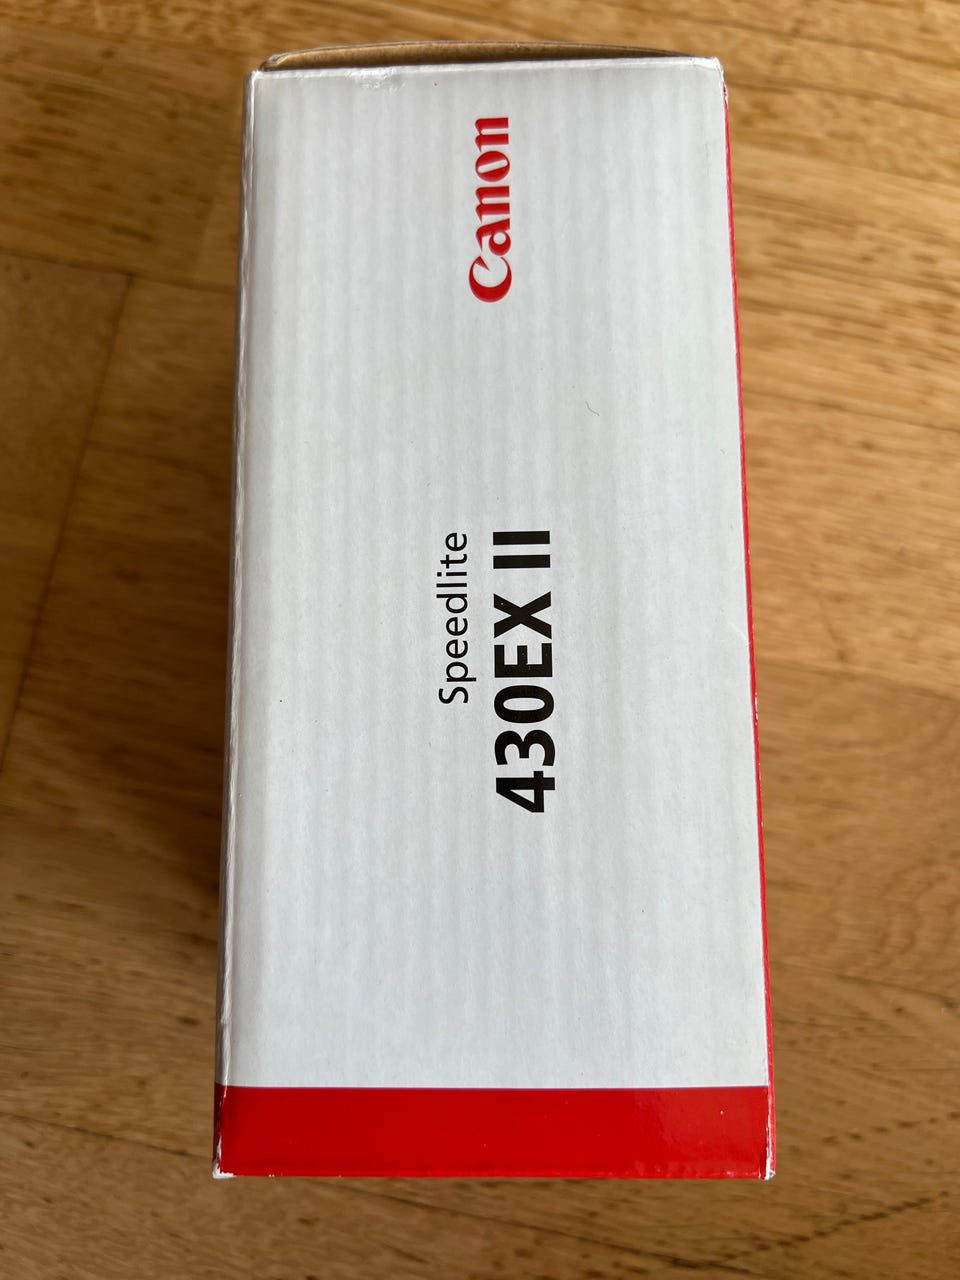 Speedlite
430EX II
Canon